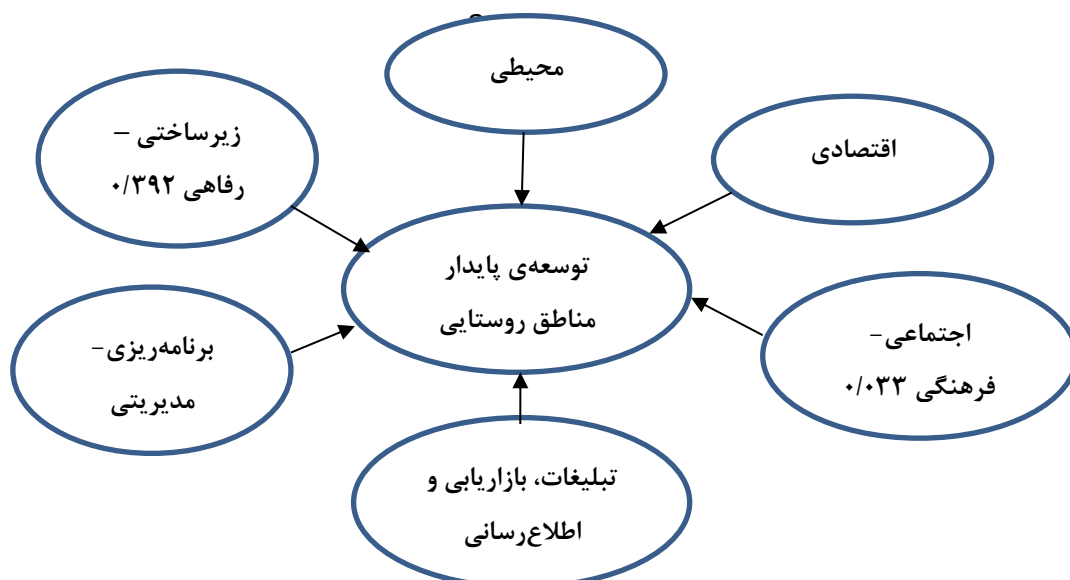 محیطی
اقتصادی
زیرساختی –
رفاهی ۰/۳۹۲
توسعه‌ی پایدار
مناطق روستایی
اجتماعی-
فرهنگی ۰/۰۳۳
برنامه‌ریزی-
مدیریتی
تبلیغات، بازاریابی و
اطلاع‌رسانی